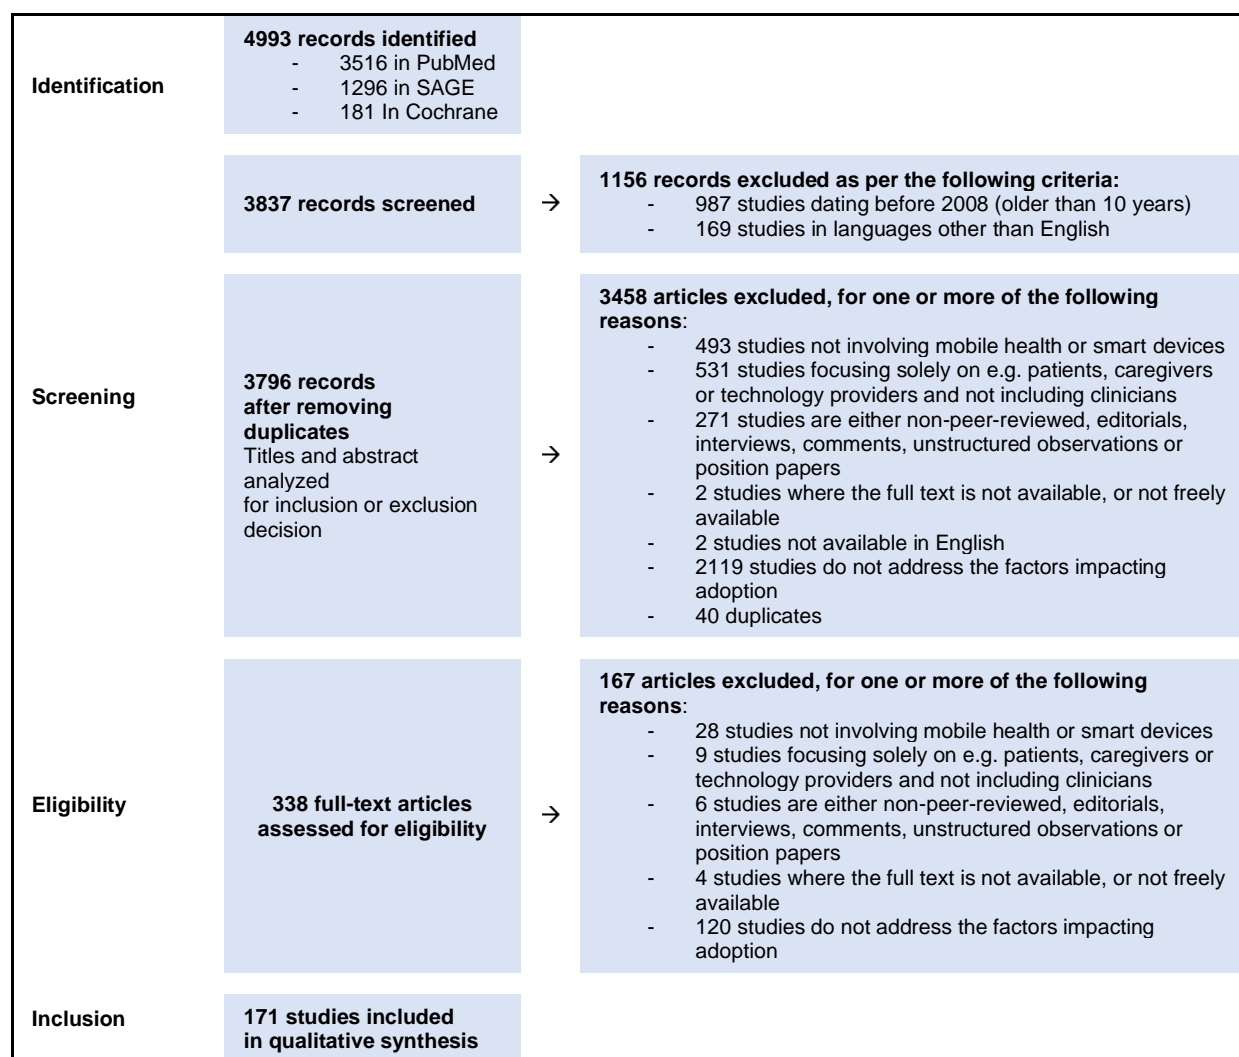 Identification
4993 records identified
- 3516 in PubMed
- 1296 in SAGE
- 181 In Cochrane
3837 records screened
→
1156 records excluded as per the following criteria:
- 987 studies dating before 2008 (older than 10 years)
- 169 studies in languages other than English
Screening
3796 records
after removing
duplicates
Titles and abstract
analyzed
for inclusion or exclusion
decision
→
3458 articles excluded, for one or more of the following
reasons:
- 493 studies not involving mobile health or smart devices
- 531 studies focusing solely on e.g. patients, caregivers
or technology providers and not including clinicians
- 271 studies are either non-peer-reviewed, editorials,
interviews, comments, unstructured observations or
position papers
- 2 studies where the full text is not available, or not freely
available
- 2 studies not available in English
- 2119 studies do not address the factors impacting
adoption
- 40 duplicates
Eligibility
338 full-text articles
assessed for eligibility
→
167 articles excluded, for one or more of the following
reasons:
- 28 studies not involving mobile health or smart devices
- 9 studies focusing solely on e.g. patients, caregivers or
technology providers and not including clinicians
- 6 studies are either non-peer-reviewed, editorials,
interviews, comments, unstructured observations or
position papers
- 4 studies where the full text is not available, or not freely
available
- 120 studies do not address the factors impacting
adoption
Inclusion
171 studies included
in qualitative synthesis